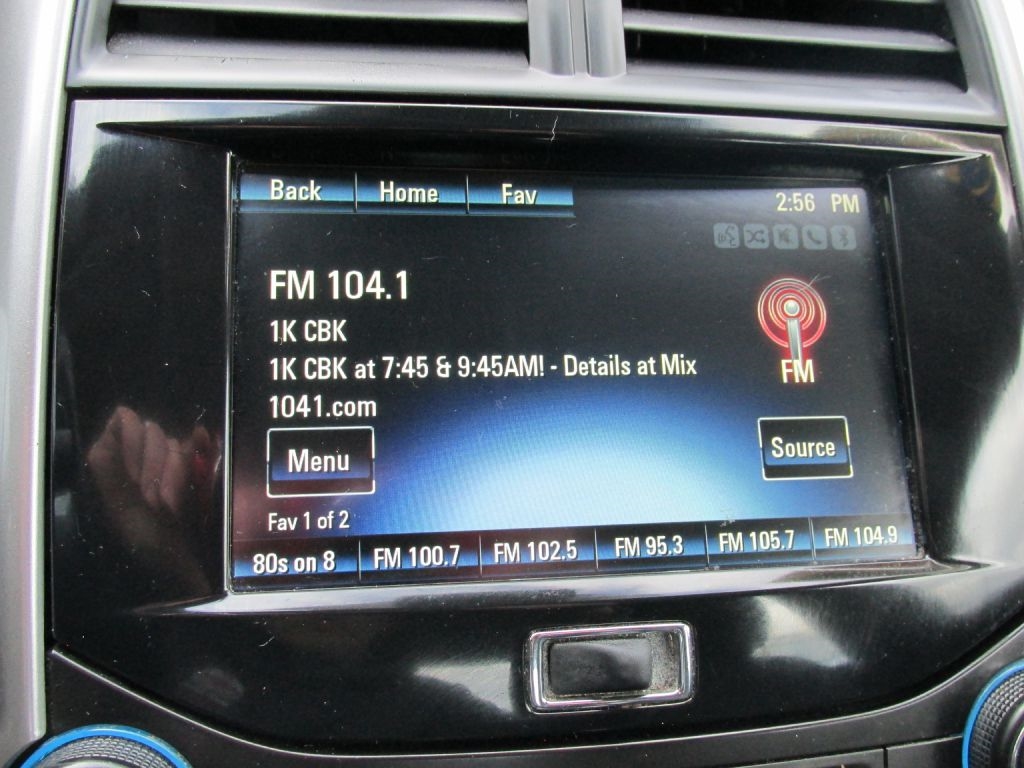 Back Home Fav
2:56 PM
FM 104.1
1K CBK
1K CBK at 7:45 & 9:45AM! - Details at Mix
1041.com
FM
Menu
Source
Fav 1 of 2
80s on 8 FM 100.7 FM 102.5 FM 95.3 FM 105.7 FM 104.9